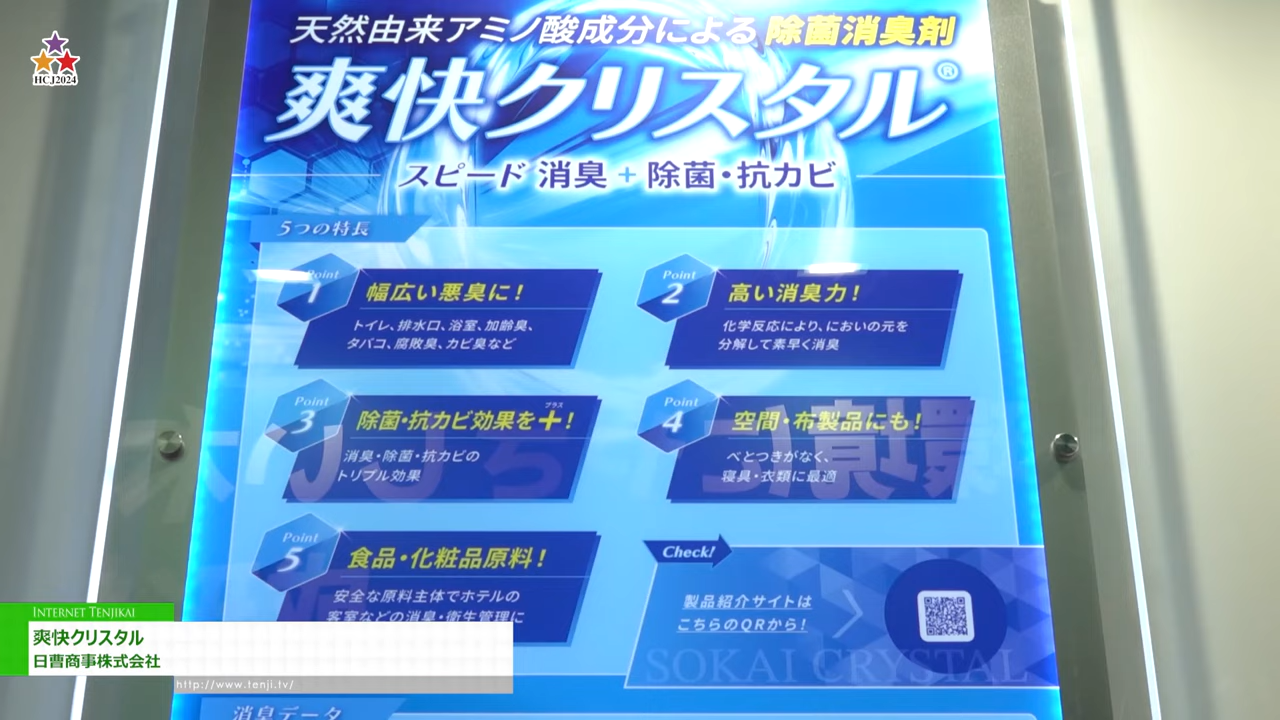 HCJ2024
天然由来アミノ酸成分による 除菌消臭剤
爽快クリスタル®
スピード 消臭+除菌・抗カビ
5つの特長
Point 1
幅広い悪臭に!
トイレ、排水口、浴室、加齢臭、
タバコ、腐敗臭、カビ臭など
Point 2
高い消臭力!
化学反応により、においの元を
分解して素早く消臭
Point 3
除菌・抗カビ効果を+!
プラス
消臭・除菌・抗カビの
トリプル効果
Point 4
空間・布製品にも!
べとつきがなく、
寝具・衣類に最適
Point 5
食品・化粧品原料!
安全な原料主体でホテルの
客室などの消臭・衛生管理に
Check!
製品紹介サイトは
こちらのQRから!
SOKAI CRYSTAL
消臭データ
INTERNET TENJIKAI
爽快クリスタル
日曹商事株式会社
http://www.tenji.tv/